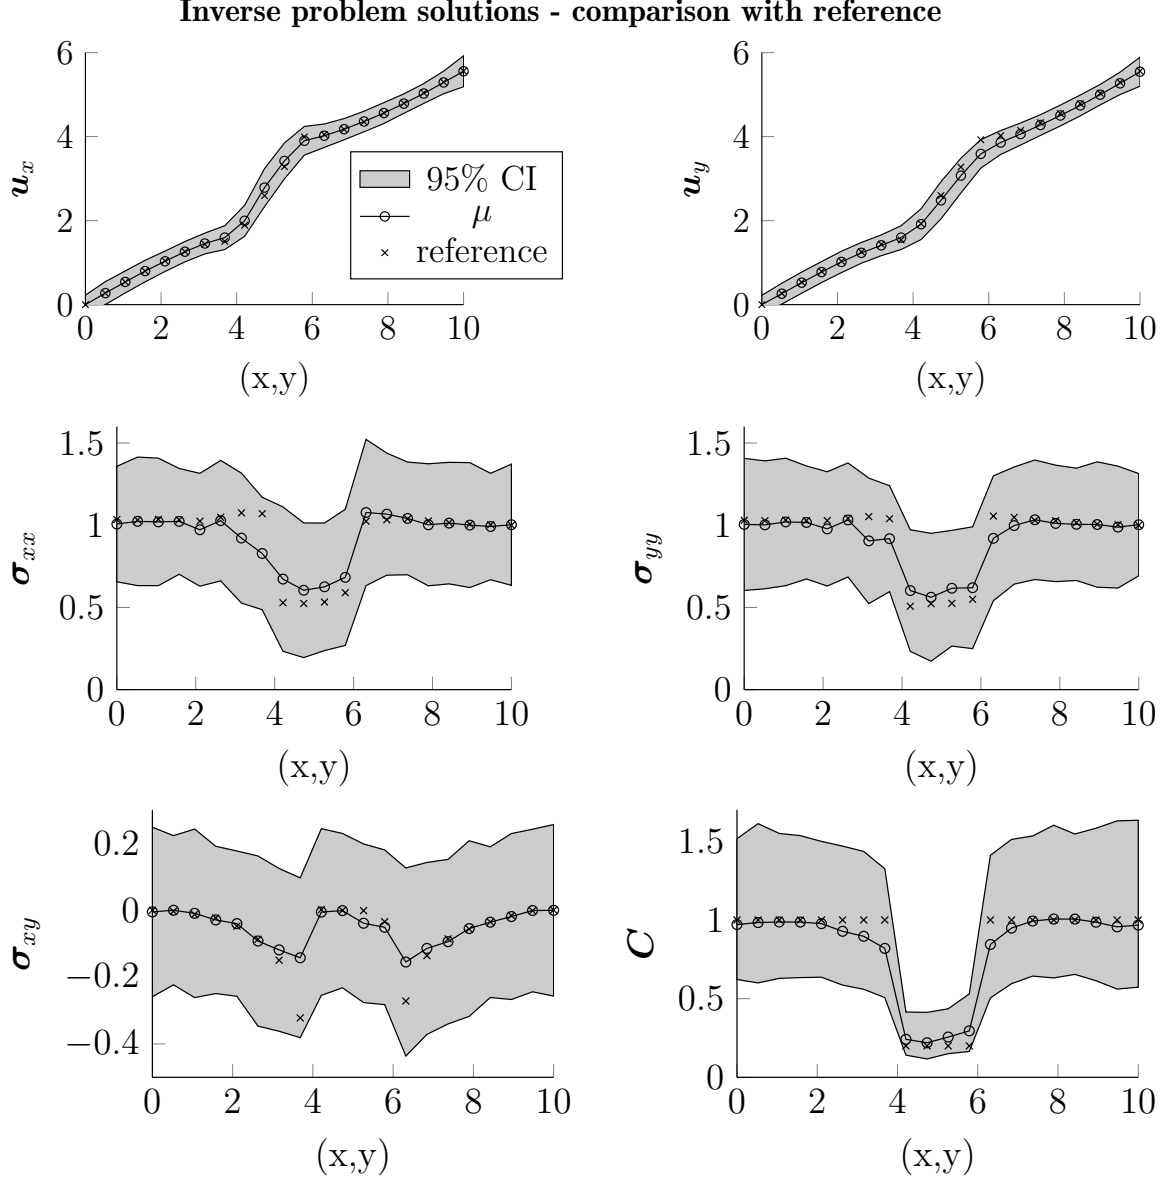 Inverse problem solutions - comparison with reference
6
4
2
0
u_x
0 2 4 6 8 10
(x,y)
95% CI
μ
reference
6
4
2
0
u_y
0 2 4 6 8 10
(x,y)
1.5
1
0.5
0
σ_xx
0 2 4 6 8 10
(x,y)
1.5
1
0.5
0
σ_yy
0 2 4 6 8 10
(x,y)
0.2
0
−0.2
−0.4
σ_xy
0 2 4 6 8 10
(x,y)
1.5
1
0.5
0
C
0 2 4 6 8 10
(x,y)